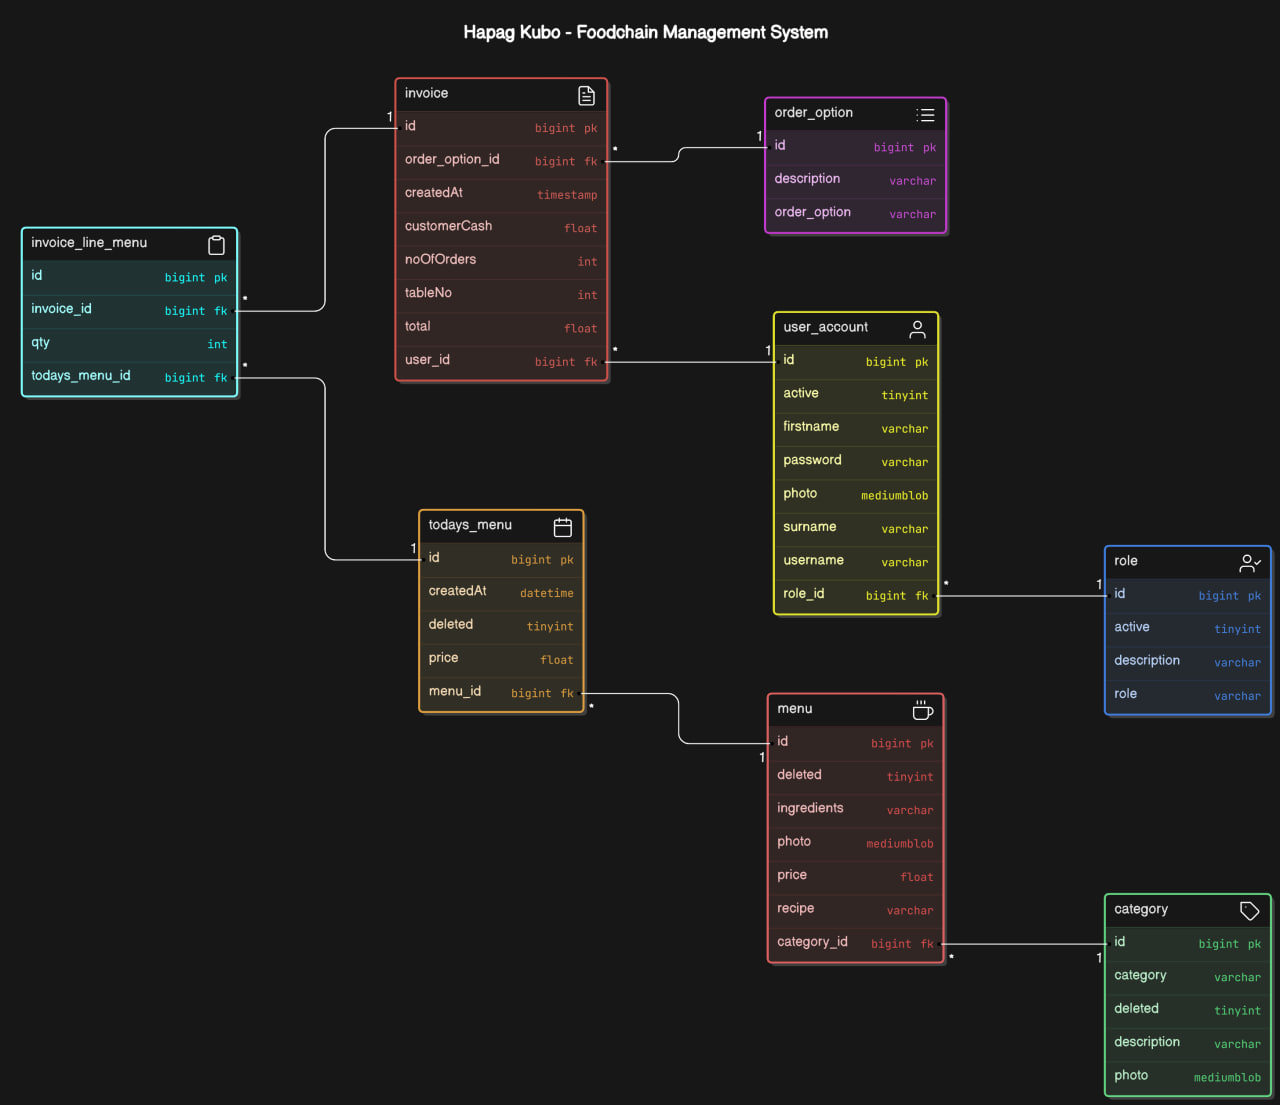 Hapag Kubo - Foodchain Management System
invoice
1
id bigint pk
order_option_id bigint fk
*
createdAt timestamp
customerCash float
noOfOrders int
tableNo int
total float
user_id bigint fk
*
order_option
1
id bigint pk
description varchar
order_option varchar
invoice_line_menu
id bigint pk
invoice_id bigint fk
*
qty int
todays_menu_id bigint fk
*
user_account
1
id bigint pk
active tinyint
firstname varchar
password varchar
photo mediumblob
surname varchar
username varchar
role_id bigint fk
*
todays_menu
1
id bigint pk
createdAt datetime
deleted tinyint
price float
menu_id bigint fk
*
role
1
id bigint pk
active tinyint
description varchar
role varchar
menu
id bigint pk
1
deleted tinyint
ingredients varchar
photo mediumblob
price float
recipe varchar
category_id bigint fk
*
category
id bigint pk
1
category varchar
deleted tinyint
description varchar
photo mediumblob